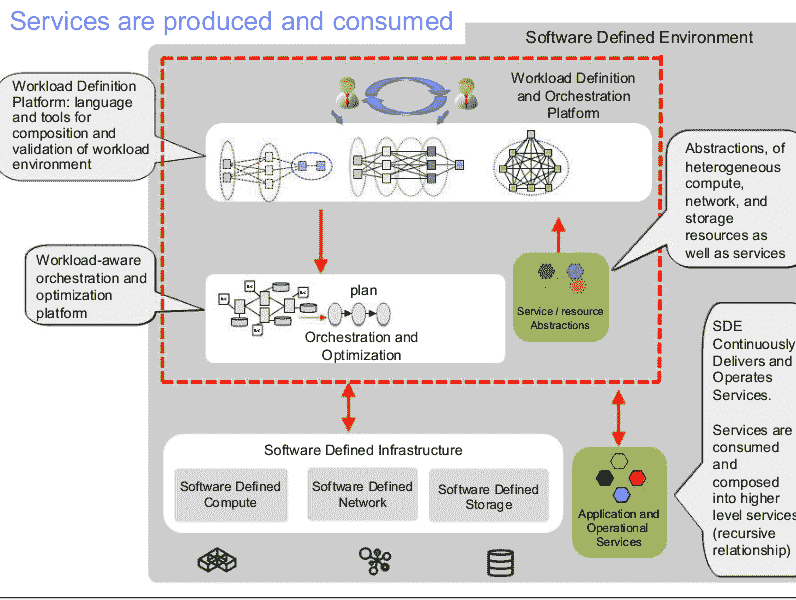 Services are produced and consumed
Software Defined Environment
Workload Definition
Platform: language
and tools for
composition and
validation of workload
environment
Workload Definition
and Orchestration
Platform
Abstractions, of
heterogeneous
compute,
network, and
storage
resources as
well as services
Workload-aware
orchestration and
optimization
platform
plan
Orchestration and
Optimization
Service / resource
Abstractions
SDE
Continuously
Delivers and
Operates
Services.
Services are
consumed
and
composed
into higher
level services
(recursive
relationship)
Software Defined Infrastructure
Software Defined
Compute
Software Defined
Network
Software Defined
Storage
Application and
Operational
Services